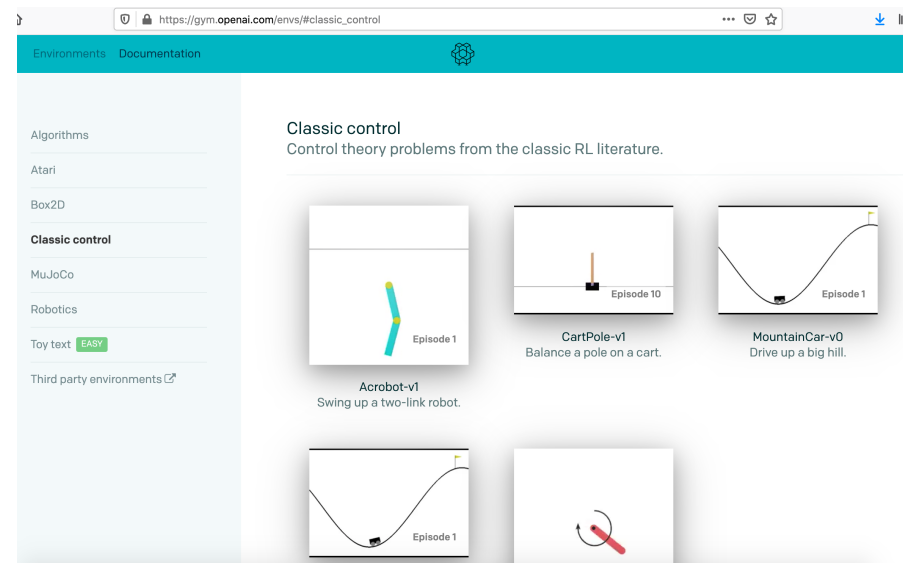 https://gym.openai.com/envs/#classic_control
Environments Documentation
Algorithms
Atari
Box2D
Classic control
MuJoCo
Robotics
Toy text EASY
Third party environments
Classic control
Control theory problems from the classic RL literature.
Episode 1
Acrobot-v1
Swing up a two-link robot.
Episode 10
CartPole-v1
Balance a pole on a cart.
Episode 1
MountainCar-v0
Drive up a big hill.
Episode 1